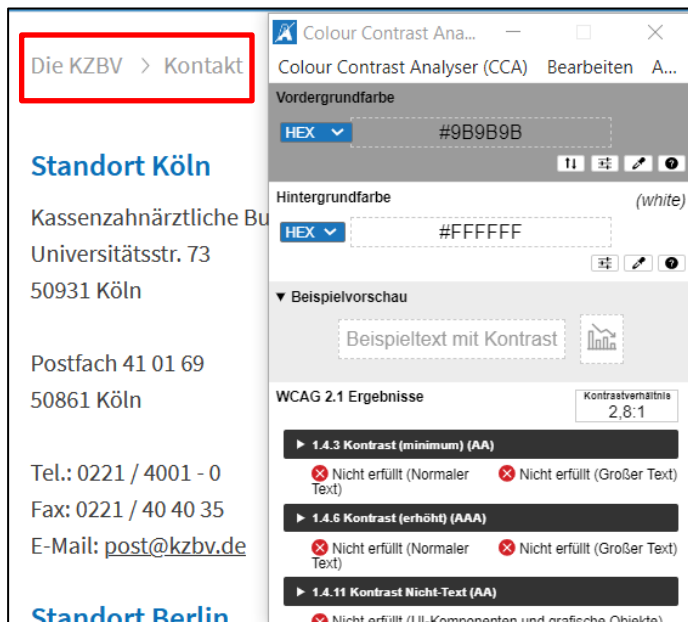 Die KZBV > Kontakt
Standort Köln
Kassenzahnärztliche Bu
Universitätsstr. 73
50931 Köln
Postfach 41 01 69
50861 Köln
Tel.: 0221 / 4001 - 0
Fax: 0221 / 40 40 35
E-Mail: post@kzbv.de
Standort Berlin
Colour Contrast Ana...
Colour Contrast Analyser (CCA) Bearbeiten A...
Vordergrundfarbe
HEX #9B9B9B
Hintergrundfarbe (white)
HEX #FFFFFF
▼ Beispielvorschau
Beispieltext mit Kontrast
WCAG 2.1 Ergebnisse
Kontrastverhältnis
2,8:1
1.4.3 Kontrast (minimum) (AA)
Nicht erfüllt (Normaler Text) Nicht erfüllt (Großer Text)
1.4.6 Kontrast (erhöht) (AAA)
Nicht erfüllt (Normaler Text) Nicht erfüllt (Großer Text)
1.4.11 Kontrast Nicht-Text (AA)
Nicht erfüllt (UI-Komponenten und grafische Objekte)